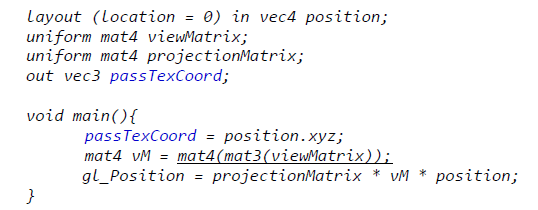 layout (location = 0) in vec4 position;
uniform mat4 viewMatrix;
uniform mat4 projectionMatrix;
out vec3 passTexCoord;
void main(){
passTexCoord = position.xyz;
mat4 vM = mat4(mat3(viewMatrix));
gl_Position = projectionMatrix * vM * position;
}